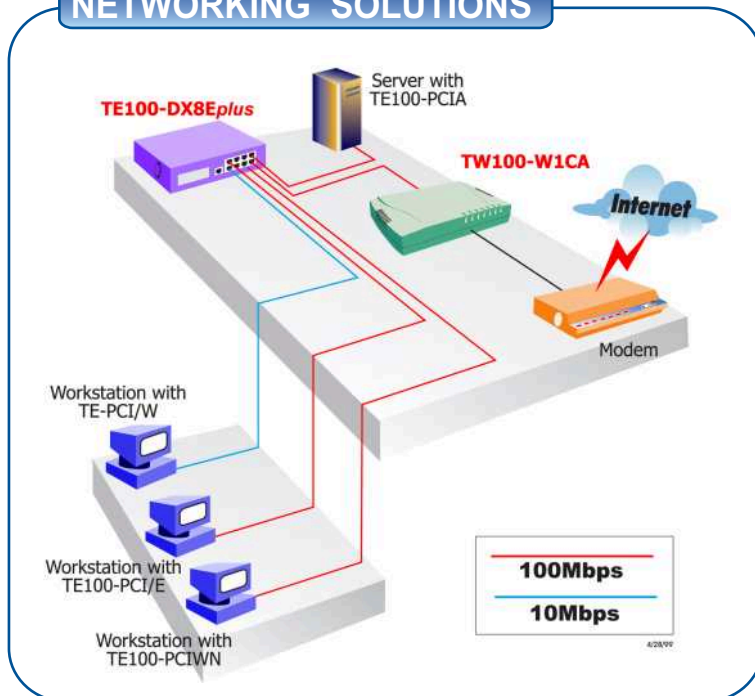 NETWORKING SOLUTIONS
Server with
TE100-PCIA
TE100-DX8Eplus
TW100-W1CA
Internet
Modem
Workstation with
TE-PCI/W
Workstation with
TE100-PCI/E
Workstation with
TE100-PCIWN
100Mbps
10Mbps
4/28/99